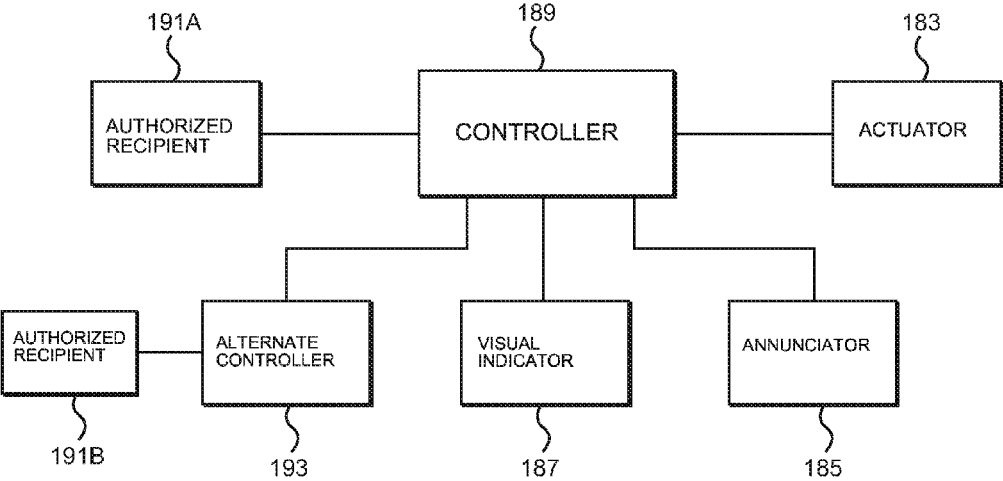 191A
189
183
AUTHORIZED
RECIPIENT
CONTROLLER
ACTUATOR
AUTHORIZED
RECIPIENT
ALTERNATE
CONTROLLER
VISUAL
INDICATOR
ANNUNCIATOR
191B
193
187
185